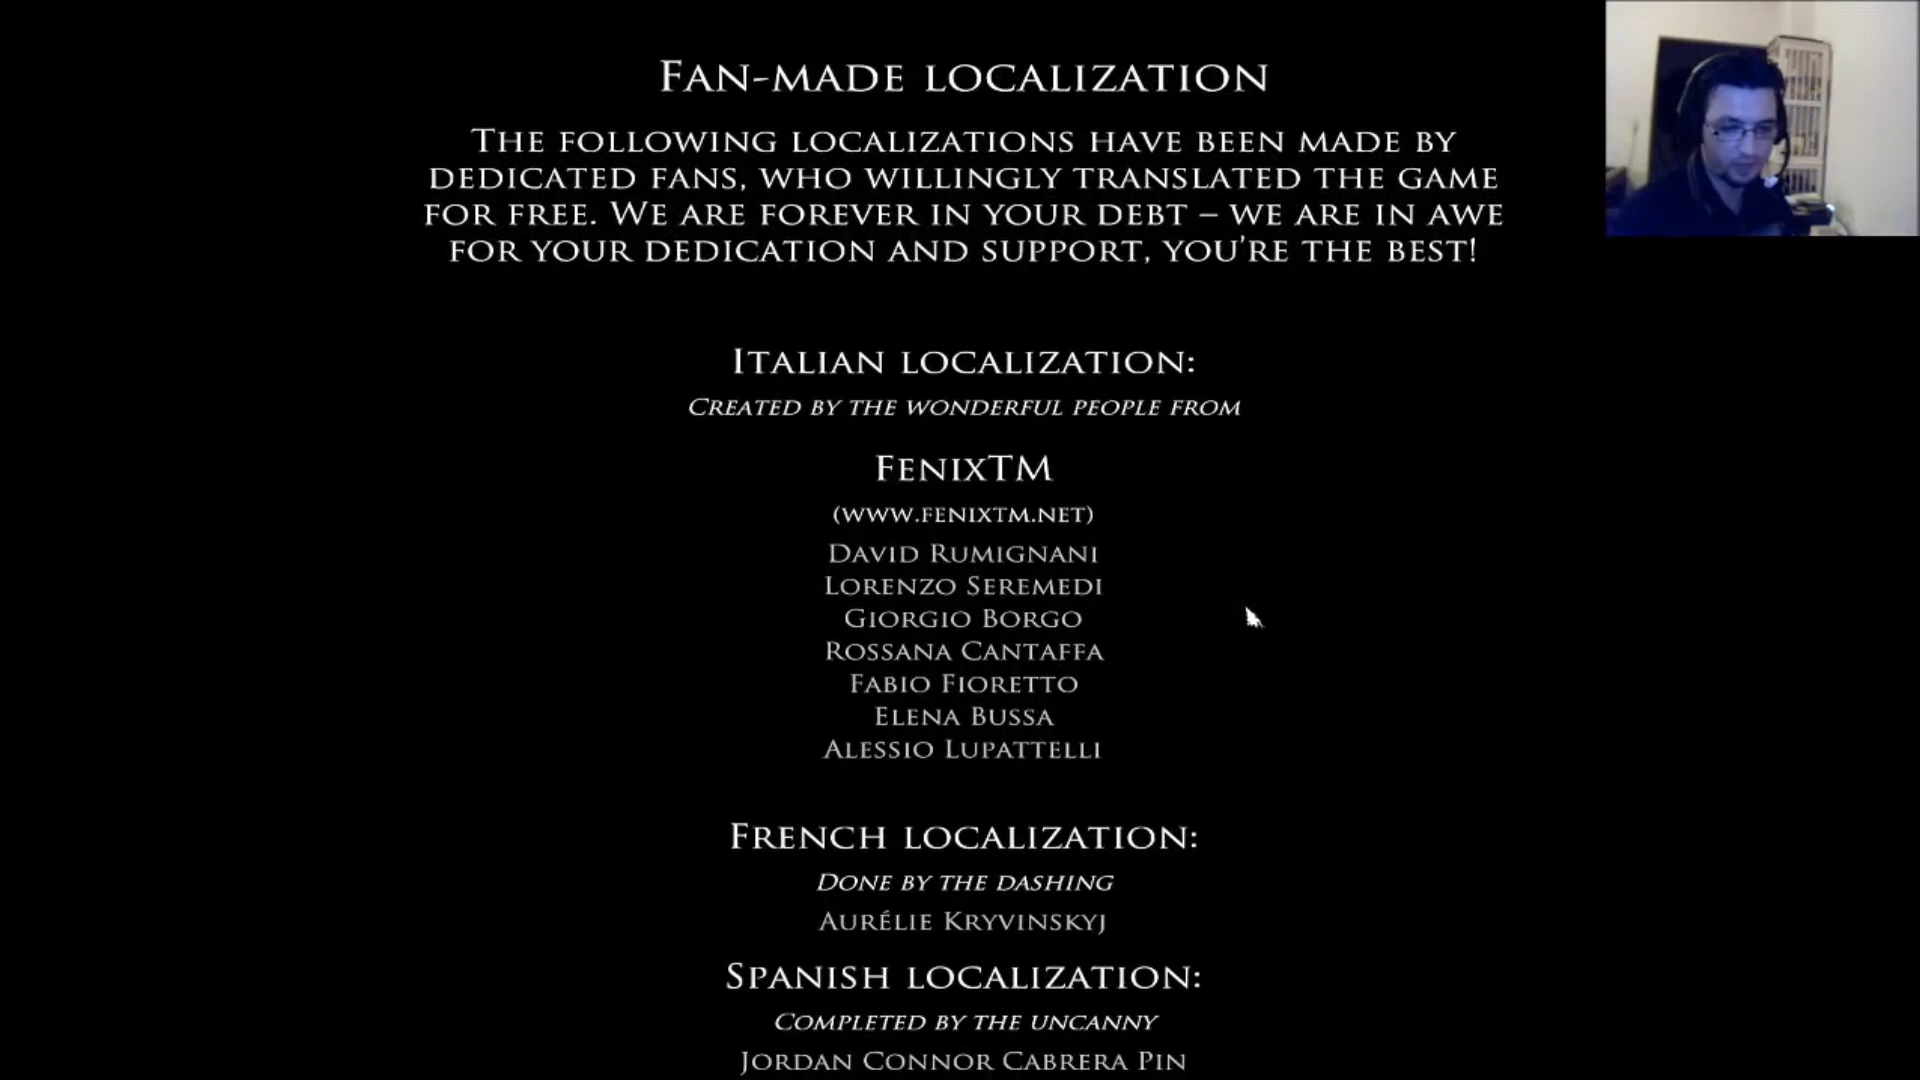 Fan-made localization
The following localizations have been made by
dedicated fans, who willingly translated the game
for free. We are forever in your debt – we are in awe
for your dedication and support, you're the best!
Italian localization:
Created by the wonderful people from
FenixTM
(www.fenixtm.net)
David Rumignani
Lorenzo Seremedi
Giorgio Borgo
Rossana Cantaffa
Fabio Fioretto
Elena Bussa
Alessio Lupattelli
French localization:
Done by the dashing
Aurélie Kryvinskyj
Spanish localization:
Completed by the uncanny
Jordan Connor Cabrera Pin